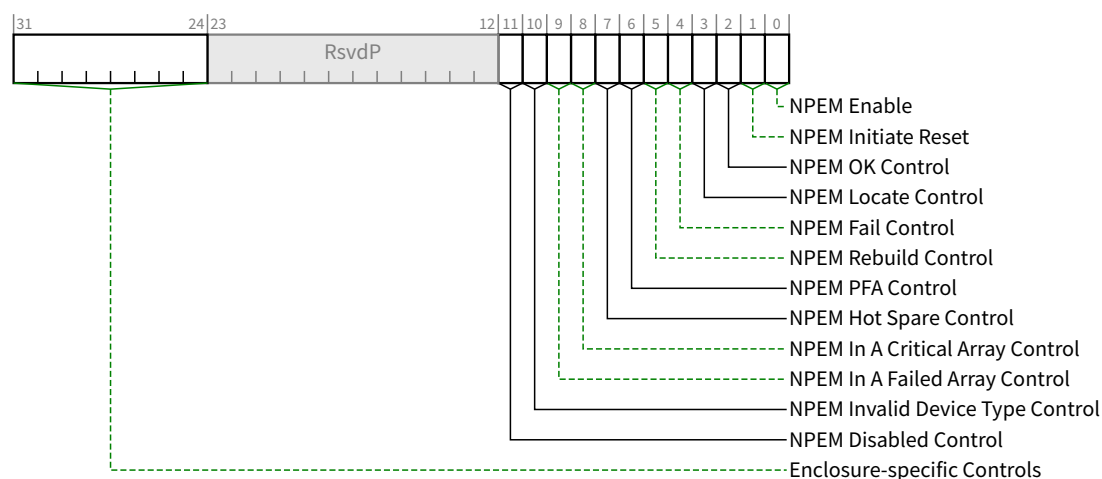 31 24 23 12 11 10 9 8 7 6 5 4 3 2 1 0
RsvdP
NPEM Enable
NPEM Initiate Reset
NPEM OK Control
NPEM Locate Control
NPEM Fail Control
NPEM Rebuild Control
NPEM PFA Control
NPEM Hot Spare Control
NPEM In A Critical Array Control
NPEM In A Failed Array Control
NPEM Invalid Device Type Control
NPEM Disabled Control
Enclosure-specific Controls